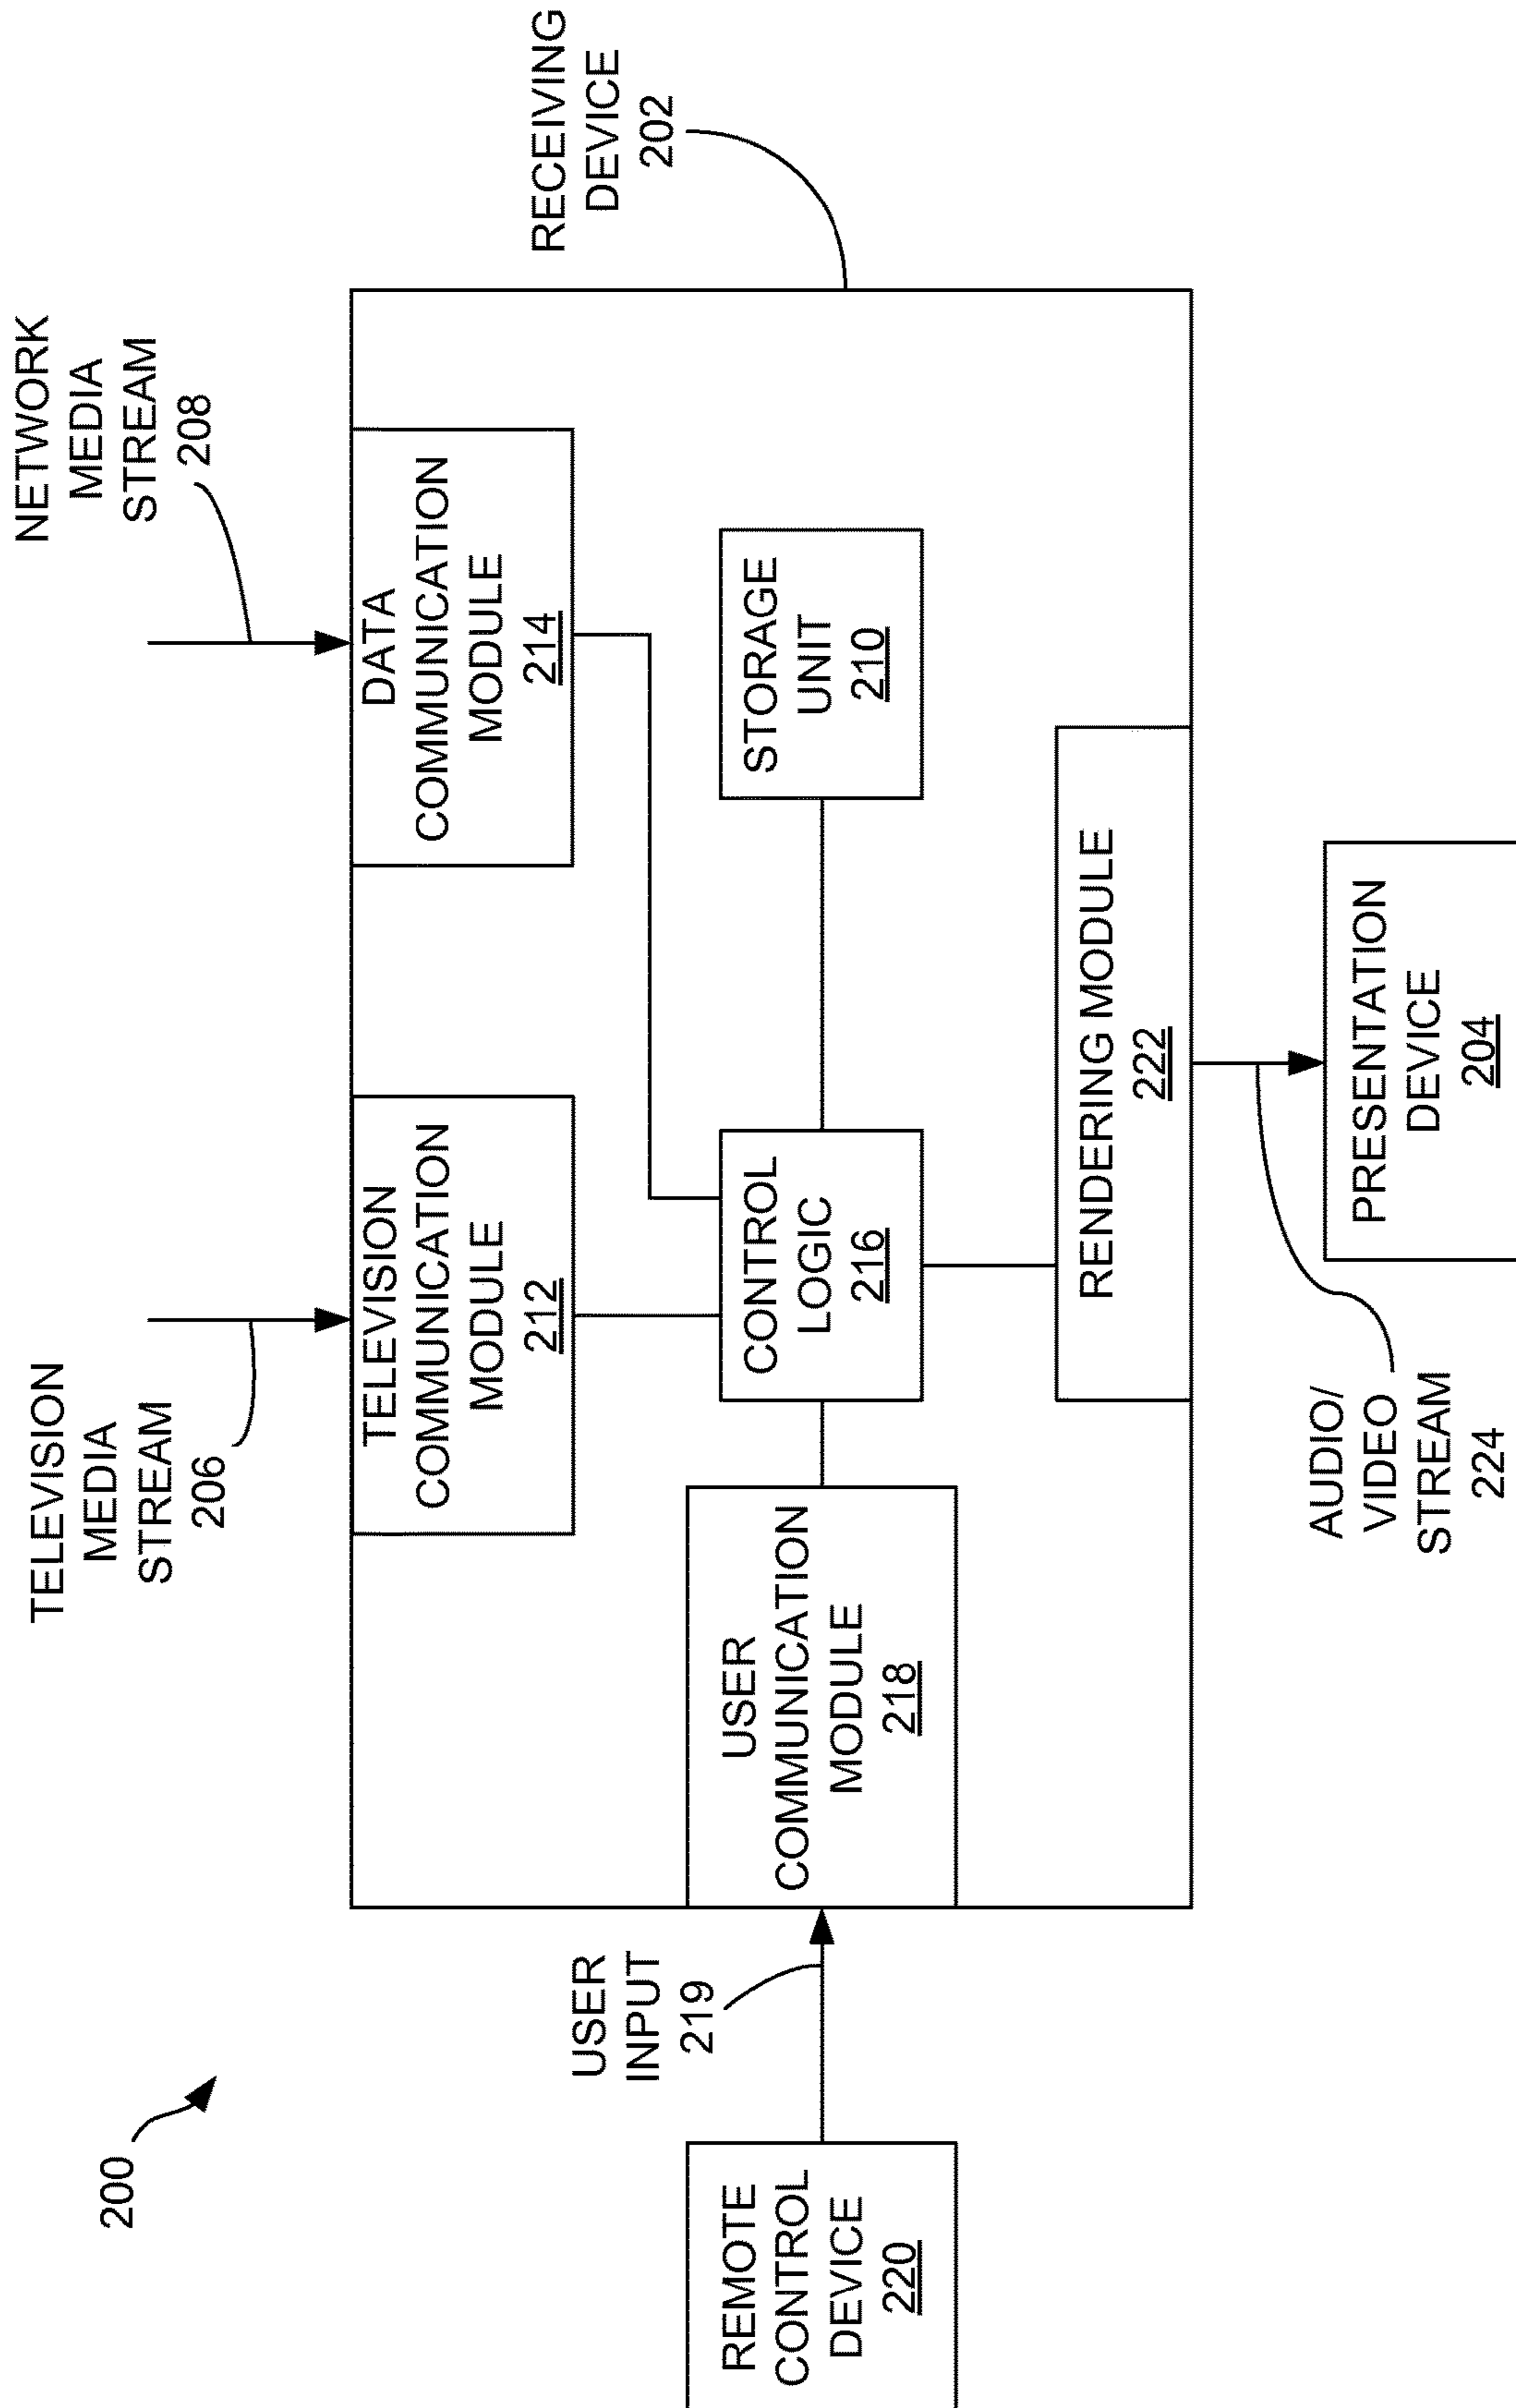 200
TELEVISION
MEDIA
STREAM
206
NETWORK
MEDIA
STREAM
208
TELEVISION
COMMUNICATION
MODULE
212
DATA
COMMUNICATION
MODULE
214
RECEIVING
DEVICE
202
REMOTE
CONTROL
DEVICE
220
USER
INPUT
219
USER
COMMUNICATION
MODULE
218
CONTROL
LOGIC
216
STORAGE
UNIT
210
RENDERING MODULE
222
AUDIO/
VIDEO
STREAM
224
PRESENTATION
DEVICE
204